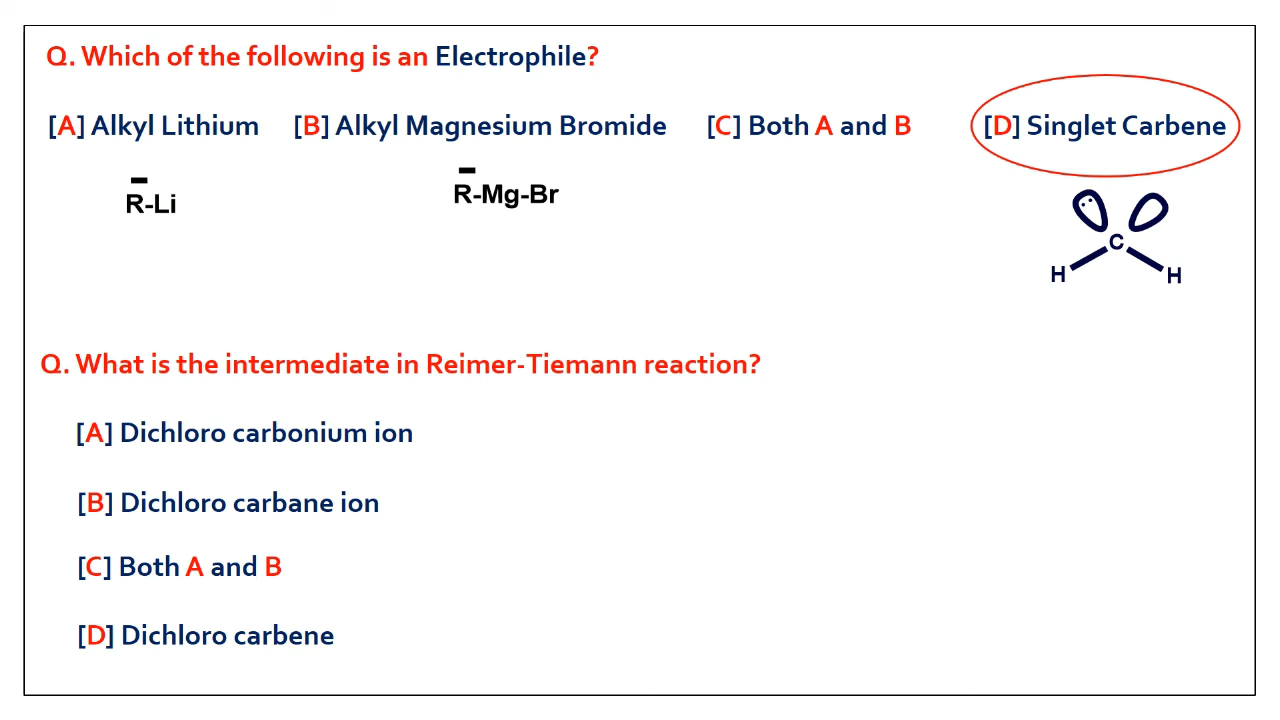 Q. Which of the following is an Electrophile?
[A] Alkyl Lithium [B] Alkyl Magnesium Bromide [C] Both A and B [D] Singlet Carbene
R-Li R-Mg-Br
C
H H
Q. What is the intermediate in Reimer-Tiemann reaction?
[A] Dichloro carbonium ion
[B] Dichloro carbane ion
[C] Both A and B
[D] Dichloro carbene